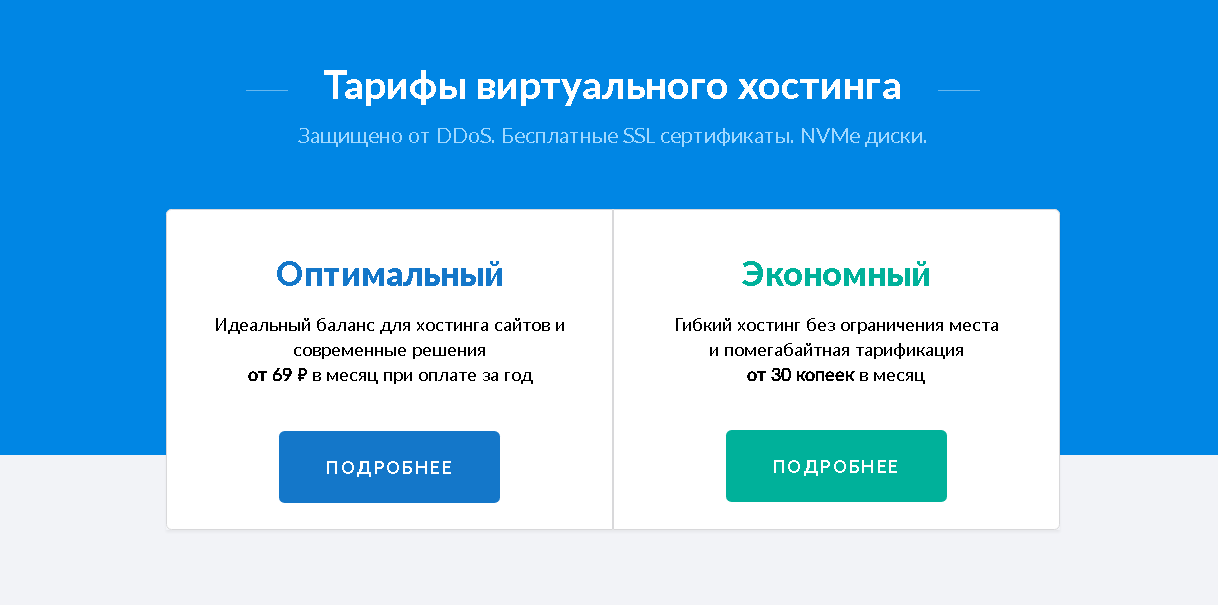 Тарифы виртуального хостинга
Защищено от DDoS. Бесплатные SSL сертификаты. NVMe диски.
Оптимальный
Идеальный баланс для хостинга сайтов и
современные решения
от 69 ₽ в месяц при оплате за год
ПОДРОБНЕЕ
Экономный
Гибкий хостинг без ограничения места
и помегабайтная тарификация
от 30 копеек в месяц
ПОДРОБНЕЕ